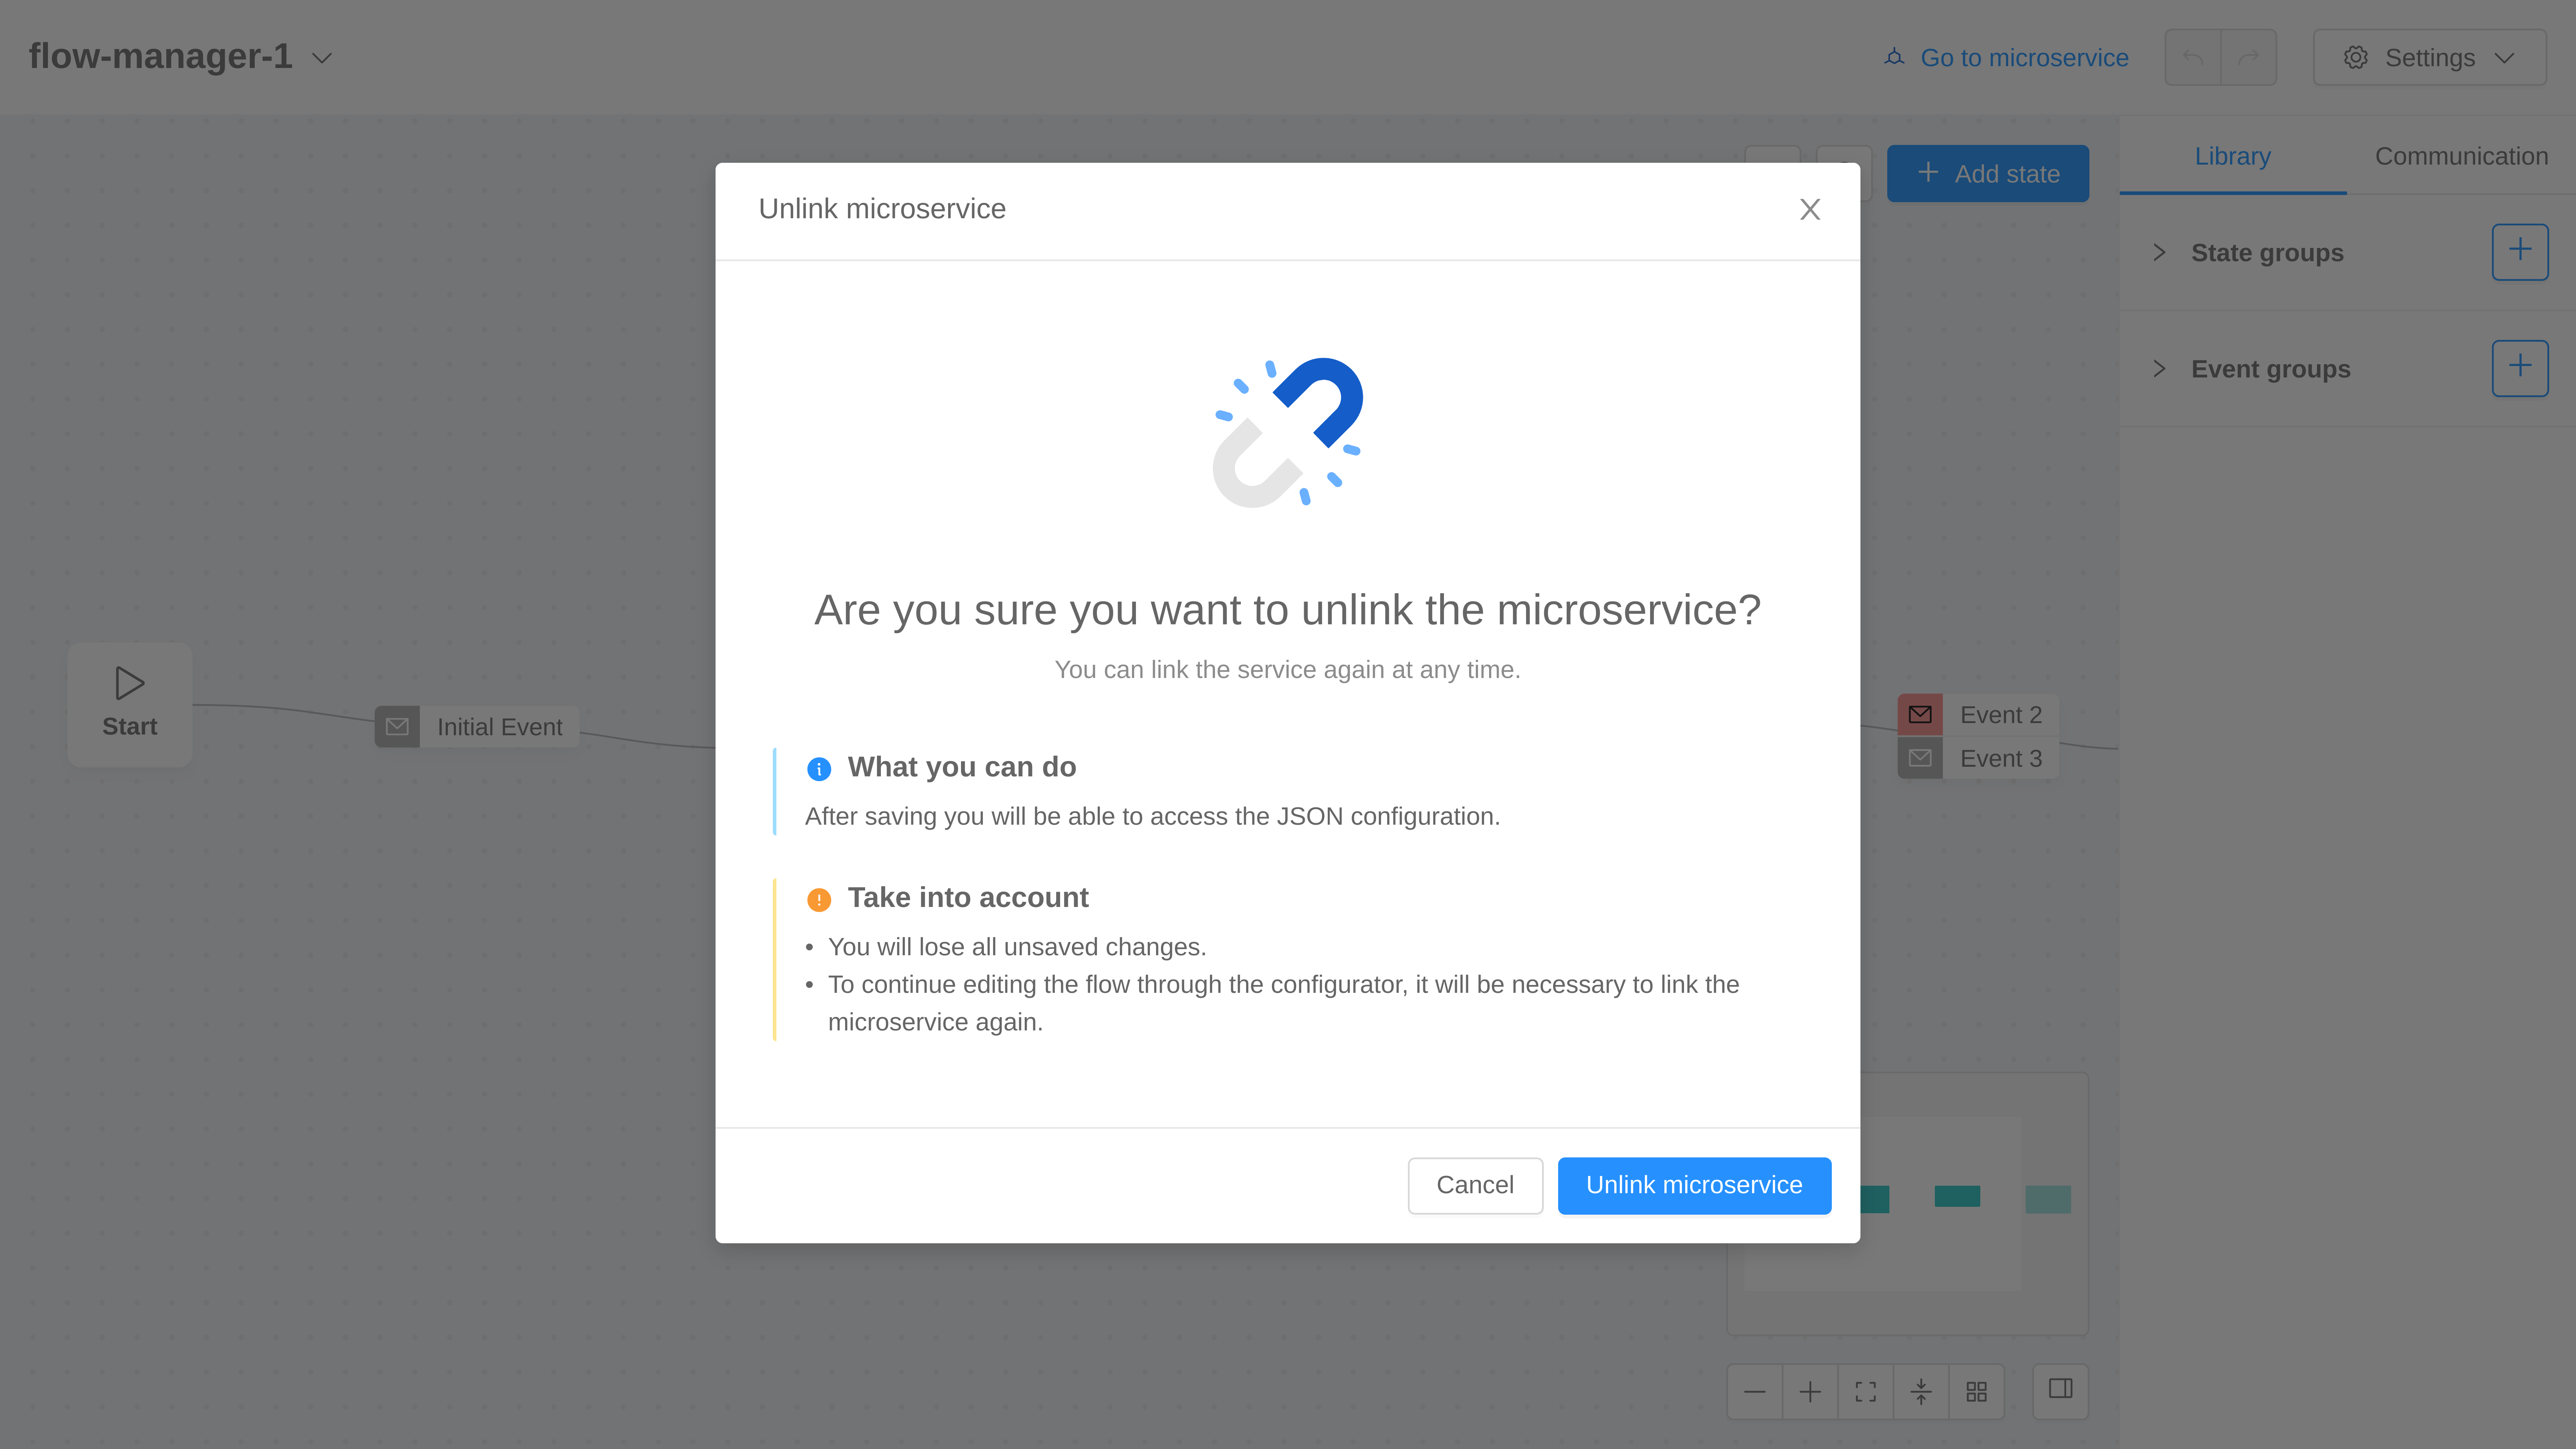 flow-manager-1
Go to microservice
Settings
Add state
Library
Communication
State groups
Event groups
Unlink microservice
Are you sure you want to unlink the microservice?
You can link the service again at any time.
Start
Initial Event
Event 2
Event 3
What you can do
After saving you will be able to access the JSON configuration.
Take into account
• You will lose all unsaved changes.
• To continue editing the flow through the configurator, it will be necessary to link the
microservice again.
Cancel
Unlink microservice